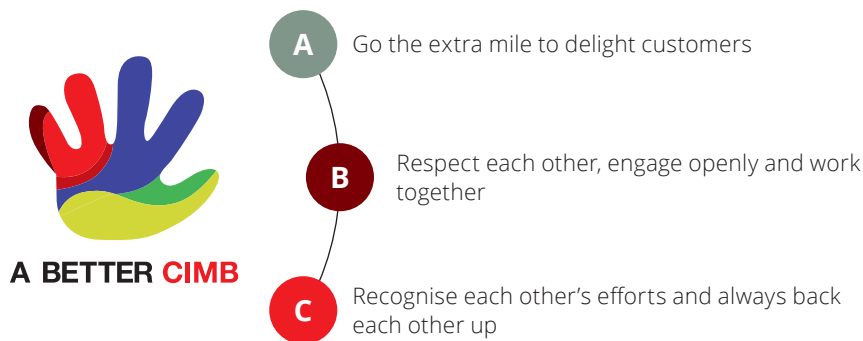 A
Go the extra mile to delight customers
B
Respect each other, engage openly and work
together
A BETTER CIMB
C
Recognise each other’s efforts and always back
each other up